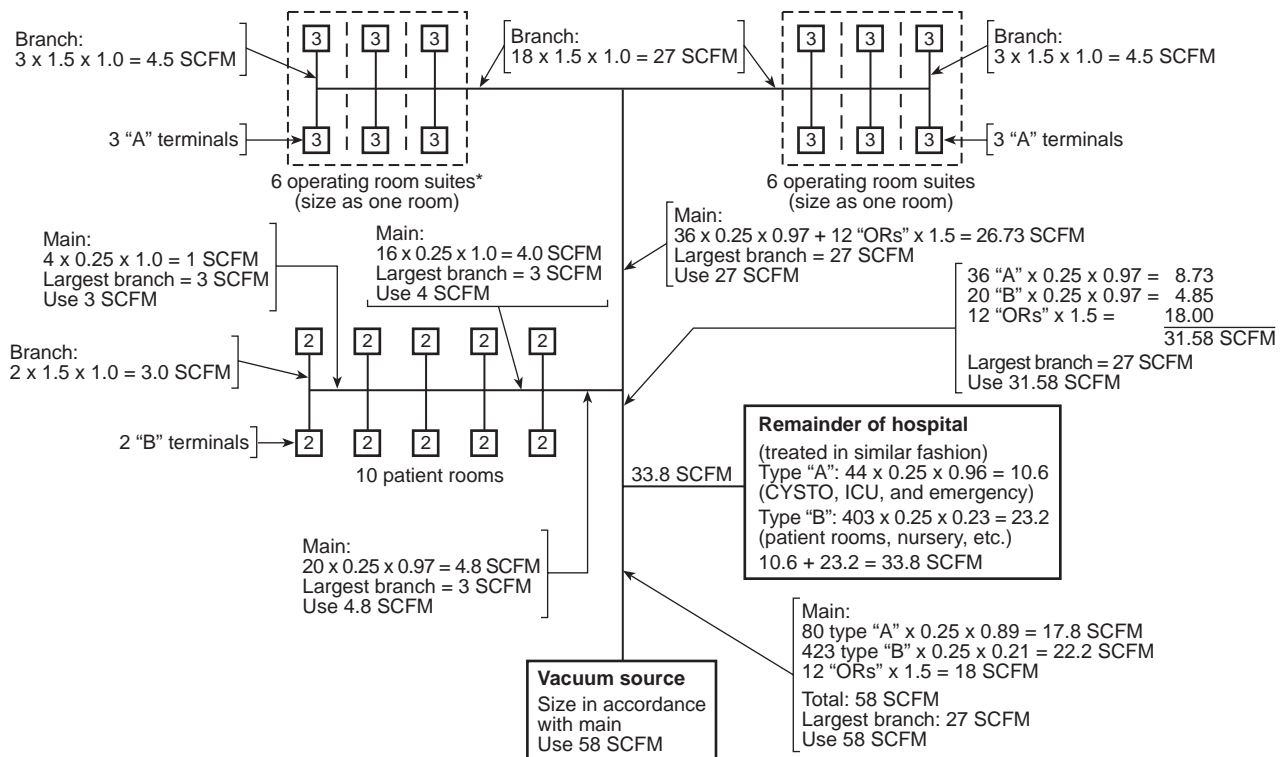 Branch:
3 x 1.5 x 1.0 = 4.5 SCFM
3 3 3
3 3 3
3 "A" terminals
6 operating room suites*
(size as one room)
Branch:
18 x 1.5 x 1.0 = 27 SCFM
3 3 3
3 3 3
Branch:
3 x 1.5 x 1.0 = 4.5 SCFM
3 "A" terminals
6 operating room suites
(size as one room)
Main:
4 x 0.25 x 1.0 = 1 SCFM
Largest branch = 3 SCFM
Use 3 SCFM
Main:
16 x 0.25 x 1.0 = 4.0 SCFM
Largest branch = 3 SCFM
Use 4 SCFM
Main:
36 x 0.25 x 0.97 + 12 "ORs" x 1.5 = 26.73 SCFM
Largest branch = 27 SCFM
Use 27 SCFM
36 "A" x 0.25 x 0.97 = 8.73
20 "B" x 0.25 x 0.97 = 4.85
12 "ORs" x 1.5 = 18.00
31.58 SCFM
Largest branch = 27 SCFM
Use 31.58 SCFM
Branch:
2 x 1.5 x 1.0 = 3.0 SCFM
2 2 2 2 2
2 2 2 2 2
2 "B" terminals
10 patient rooms
33.8 SCFM
Remainder of hospital
(treated in similar fashion)
Type "A": 44 x 0.25 x 0.96 = 10.6
(CYSTO, ICU, and emergency)
Type "B": 403 x 0.25 x 0.23 = 23.2
(patient rooms, nursery, etc.)
10.6 + 23.2 = 33.8 SCFM
Main:
20 x 0.25 x 0.97 = 4.8 SCFM
Largest branch = 3 SCFM
Use 4.8 SCFM
Vacuum source
Size in accordance
with main
Use 58 SCFM
Main:
80 type "A" x 0.25 x 0.89 = 17.8 SCFM
423 type "B" x 0.25 x 0.21 = 22.2 SCFM
12 "ORs" x 1.5 = 18 SCFM
Total: 58 SCFM
Largest branch: 27 SCFM
Use 58 SCFM